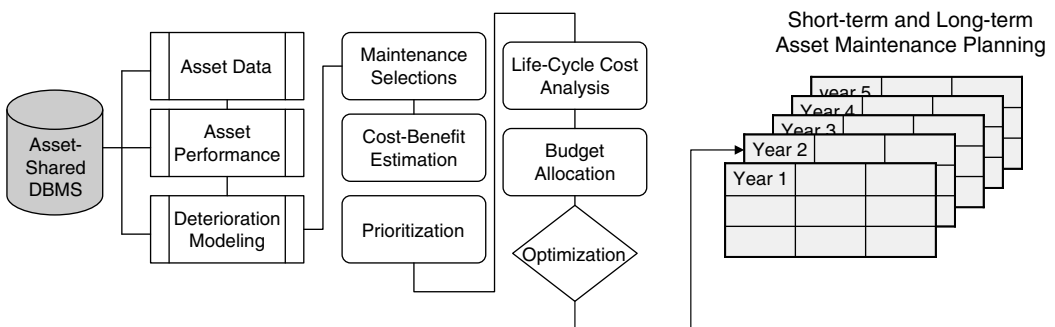 Asset-
Shared
DBMS
Asset Data
Asset
Performance
Deterioration
Modeling
Maintenance
Selections
Cost-Benefit
Estimation
Prioritization
Life-Cycle Cost
Analysis
Budget
Allocation
Optimization
Short-term and Long-term
Asset Maintenance Planning
year 5
Year 4
Year 3
Year 2
Year 1